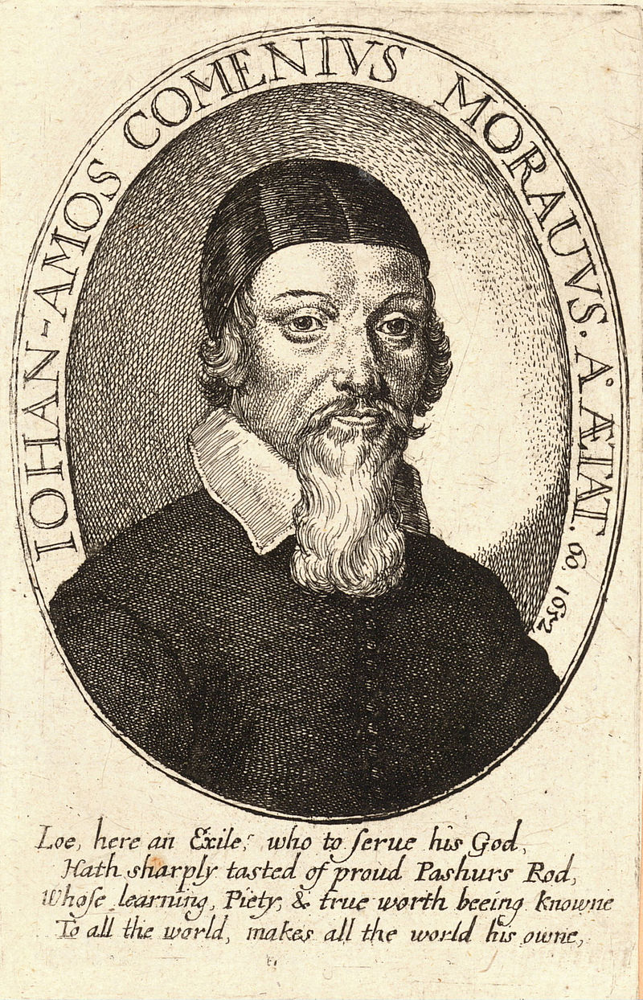 IOHAN-AMOS COMENIVS MORAUVS. A° ÆTAT. 60. 1652
Loe, here an Exile, who to ſerue his God,
Hath sharply tasted of proud Pashurs Rod,
Whoſe learning, Piety, & true worth beeing knowne
To all the world, makes all the world his owne,